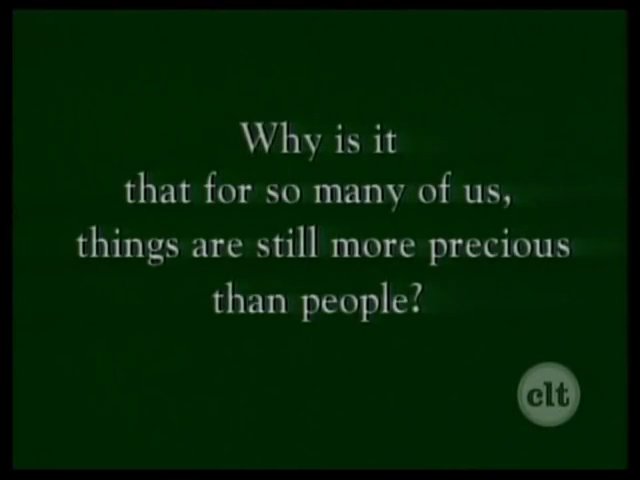 Why is it
that for so many of us,
things are still more precious
than people?
clt